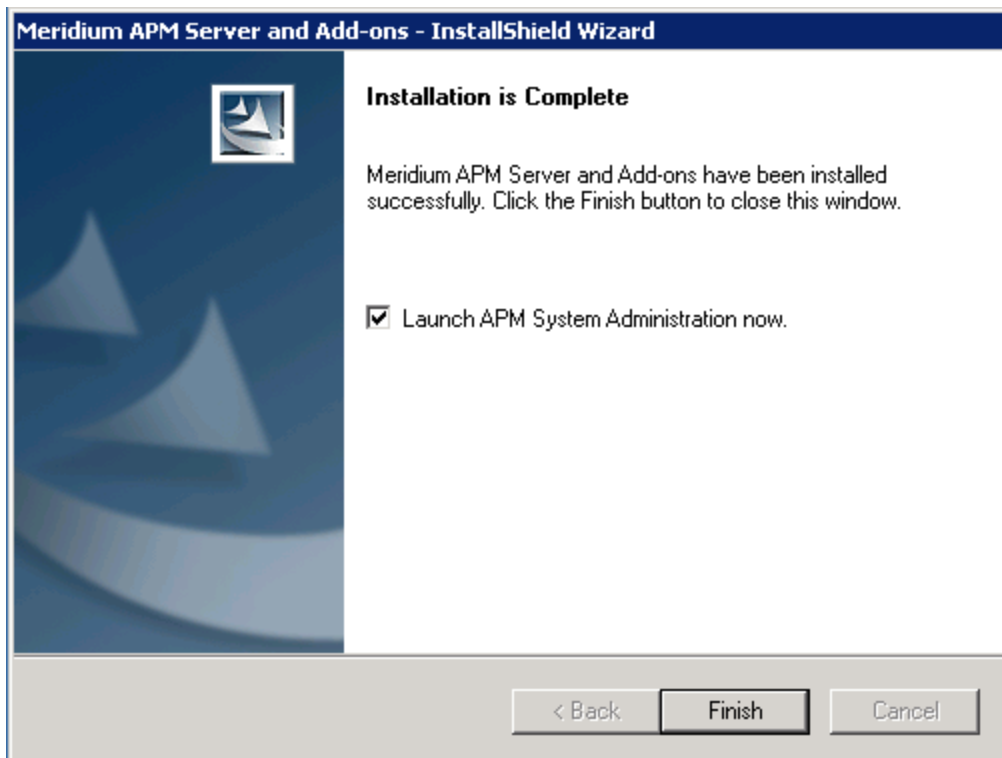 Meridium APM Server and Add-ons - InstallShield Wizard
Installation is Complete
Meridium APM Server and Add-ons have been installed
successfully. Click the Finish button to close this window.
Launch APM System Administration now.
< Back
Finish
Cancel